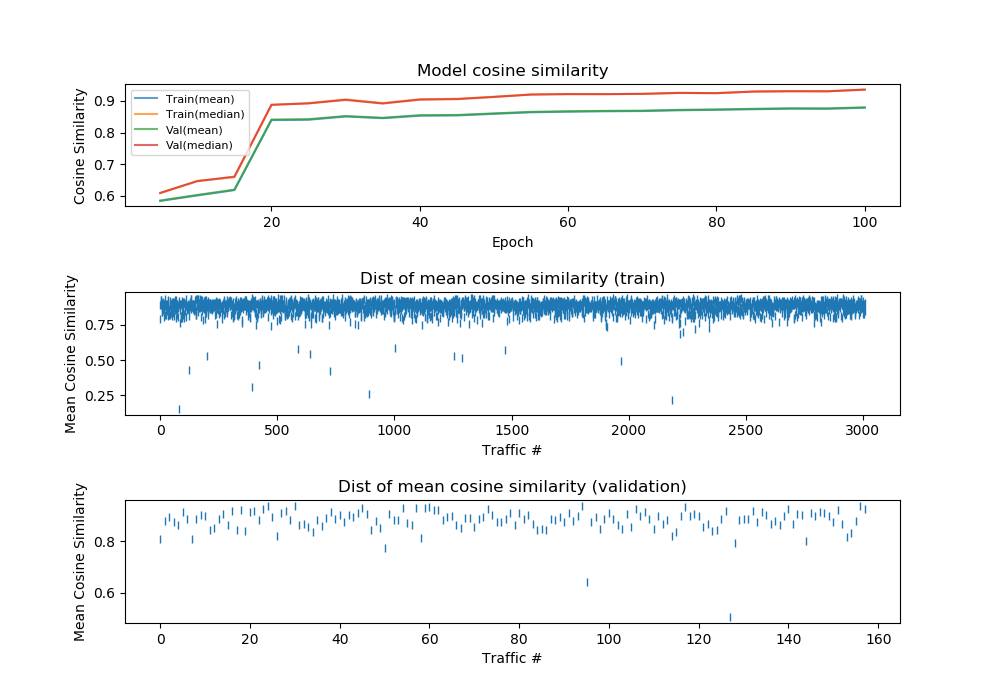 Model cosine similarity
Cosine Similarity
0.9
0.8
0.7
0.6
Train(mean)
Train(median)
Val(mean)
Val(median)
20
40
60
80
100
Epoch
Dist of mean cosine similarity (train)
Mean Cosine Similarity
0.75
0.50
0.25
0
500
1000
1500
2000
2500
3000
Traffic #
Dist of mean cosine similarity (validation)
Mean Cosine Similarity
0.8
0.6
0
20
40
60
80
100
120
140
160
Traffic #